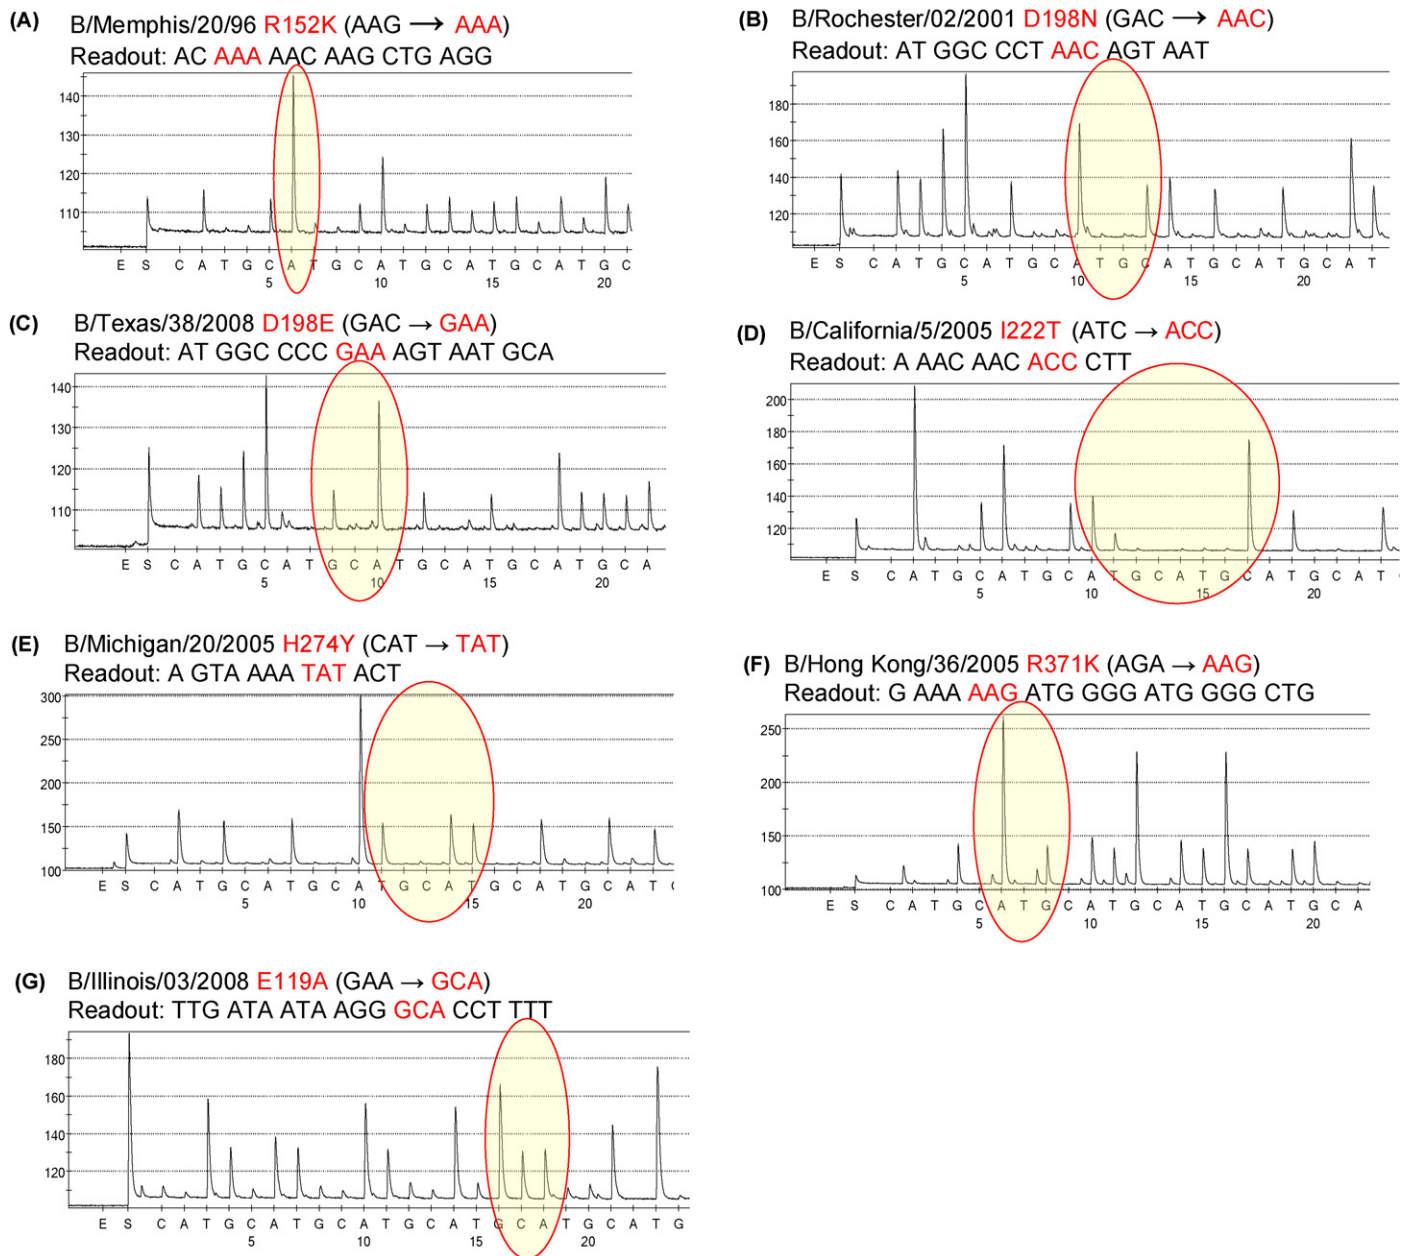 (A) B/Memphis/20/96 R152K (AAG → AAA)
Readout: AC AAA AAC AAG CTG AGG
140
130
120
110
E S C A T G C A T G C A T G C A T G C A T G C
5 10 15 20
(B) B/Rochester/02/2001 D198N (GAC → AAC)
Readout: AT GGC CCT AAC AGT AAT
180
160
140
120
E S C A T G C A T G C A T G C A T G C A T G C A T
5 10 15 20
(C) B/Texas/38/2008 D198E (GAC → GAA)
Readout: AT GGC CCC GAA AGT AAT GCA
140
130
120
110
E S C A T G C A T G C A T G C A T G C A T G C A
5 10 15 20
(D) B/California/5/2005 I222T (ATC → ACC)
Readout: A AAC AAC ACC CTT
200
180
160
140
120
E S C A T G C A T G C A T G C A T G C A T G C A T
5 10 15 20
(E) B/Michigan/20/2005 H274Y (CAT → TAT)
Readout: A GTA AAA TAT ACT
300
250
200
150
100
E S C A T G C A T G C A T G C A T G C A T G C A T
5 10 15 20
(F) B/Hong Kong/36/2005 R371K (AGA → AAG)
Readout: G AAA AAG ATG GGG ATG GGG CTG
250
200
150
100
E S C A T G C A T G C A T G C A T G C A T G C A
5 10 15 20
(G) B/Illinois/03/2008 E119A (GAA → GCA)
Readout: TTG ATA ATA AGG GCA CCT TTT
180
160
140
120
E S C A T G C A T G C A T G C A T G C A T G C A T G
5 10 15 20